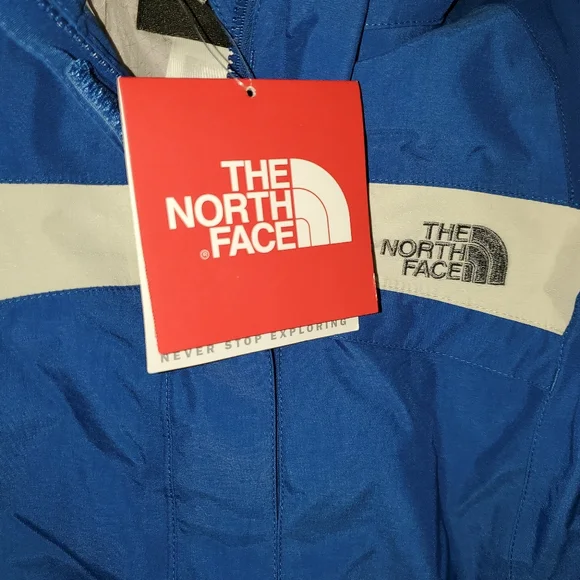 THE
NORTH
FACE
®
NEVER STOP EXPLORING
THE
NORTH
FACE